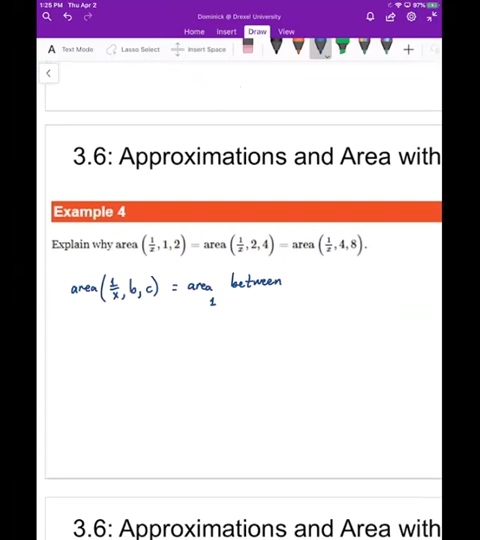 1:25 PM Thu Apr 2
97%
Dominick @ Drexel University
Home Insert Draw View
Text Mode Lasso Select Insert Space
3.6: Approximations and Area with
Example 4
Explain why area (1/x, 1, 2) = area (1/x, 2, 4) = area (1/x, 4, 8).
area(1/x, b, c) = area between
1
3.6: Approximations and Area with